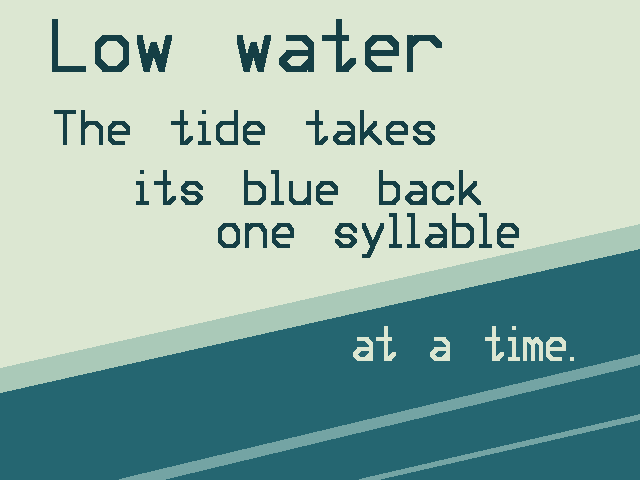 Low water
The tide takes
its blue back
one syllable
at a time.